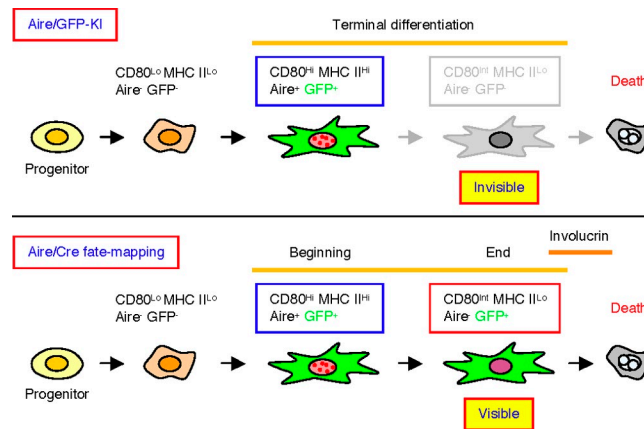 Aire/GFP-KI
Terminal differentiation
CD80ᴸᵒ MHC IIᴸᵒ
Aire⁻ GFP⁻
CD80ᴴⁱ MHC IIᴴⁱ
Aire⁺ GFP⁺
CD80ᴵⁿᵗ MHC IIᴸᵒ
Aire⁻ GFP⁻
Death
Progenitor
Invisible
Aire/Cre fate-mapping
Beginning
End
Involucrin
CD80ᴸᵒ MHC IIᴸᵒ
Aire⁻ GFP⁻
CD80ᴴⁱ MHC IIᴴⁱ
Aire⁺ GFP⁺
CD80ᴵⁿᵗ MHC IIᴸᵒ
Aire⁻ GFP⁺
Death
Progenitor
Visible